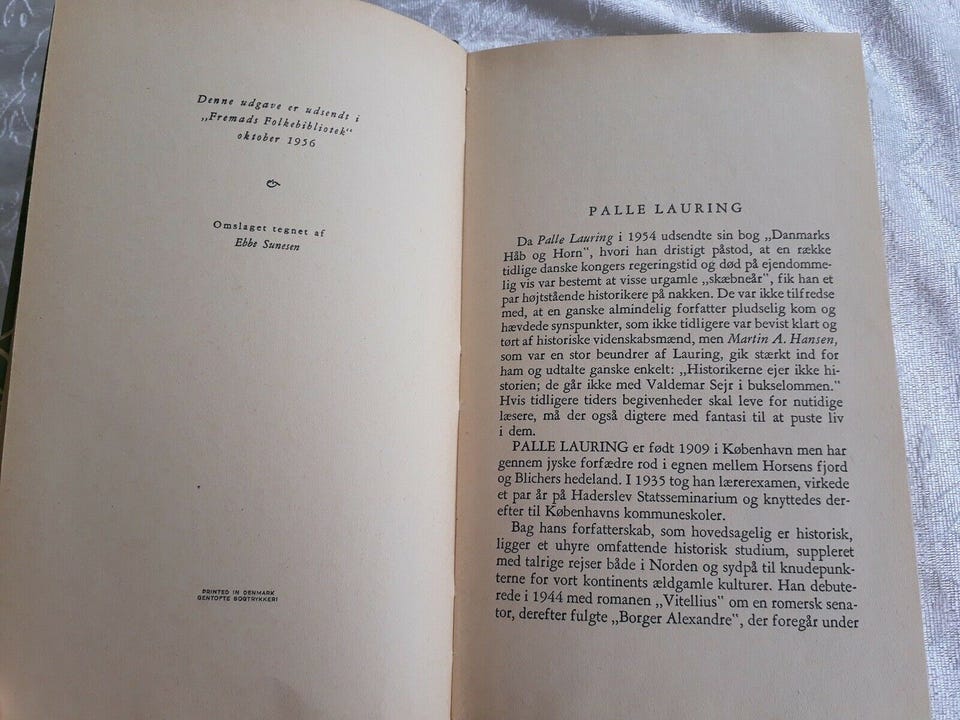 Denne udgave er udsendt i
„Fremads Folkebibliotek“
oktober 1956
Omslaget tegnet af
Ebbe Sunesen
PRINTED IN DENMARK
GENTOFTE BOGTRYKKERI
PALLE LAURING
Da Palle Lauring i 1954 udsendte sin bog „Danmarks
Håb og Horn“, hvori han dristigt påstod, at en række
tidlige danske kongers regeringstid og død på ejendomme-
lig vis var bestemt at visse urgamle „skæbneår“, fik han et
par højtstående historikere på nakken. De var ikke tilfredse
med, at en ganske almindelig forfatter pludselig kom og
hævdede synspunkter, som ikke tidligere var bevist klart og
tørt af historiske videnskabsmænd, men Martin A. Hansen,
som var en stor beundrer af Lauring, gik stærkt ind for
ham og udtalte ganske enkelt: „Historikerne ejer ikke hi-
storien; de går ikke med Valdemar Sejr i bukselommen.“
Hvis tidligere tiders begivenheder skal leve for nutidige
læsere, må der også digtere med fantasi til at puste liv
i dem.
PALLE LAURING er født 1909 i København men har
gennem jyske forfædre rod i egnen mellem Horsens fjord
og Blichers hedeland. I 1935 tog han lærerexamen, virkede
et par år på Haderslev Statsseminarium og knyttedes der-
efter til Københavns kommuneskoler.
Bag hans forfatterskab, som hovedsagelig er historisk,
ligger et uhyre omfattende historisk studium, suppleret
med talrige rejser både i Norden og sydpå til knudepunk-
terne for vort kontinents ældgamle kulturer. Han debute-
rede i 1944 med romanen „Vitellius“ om en romersk sena-
tor, derefter fulgte „Borger Alexandre“, der foregår under